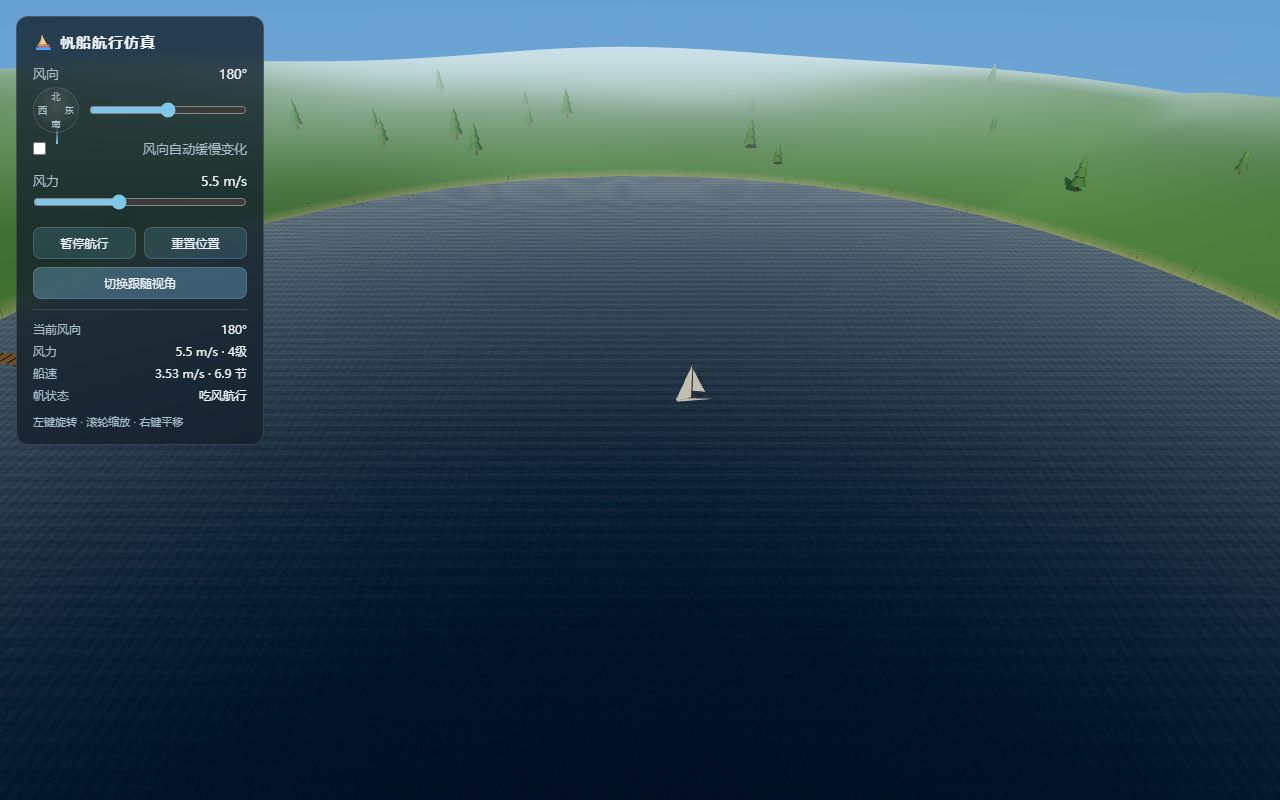 帆船航行仿真
风向 180°
北
西 东
南
风向自动缓慢变化
风力 5.5 m/s
暂停航行 重置位置
切换跟随视角
当前风向 180°
风力 5.5 m/s · 4级
船速 3.53 m/s · 6.9 节
帆状态 吃风航行
左键旋转 · 滚轮缩放 · 右键平移